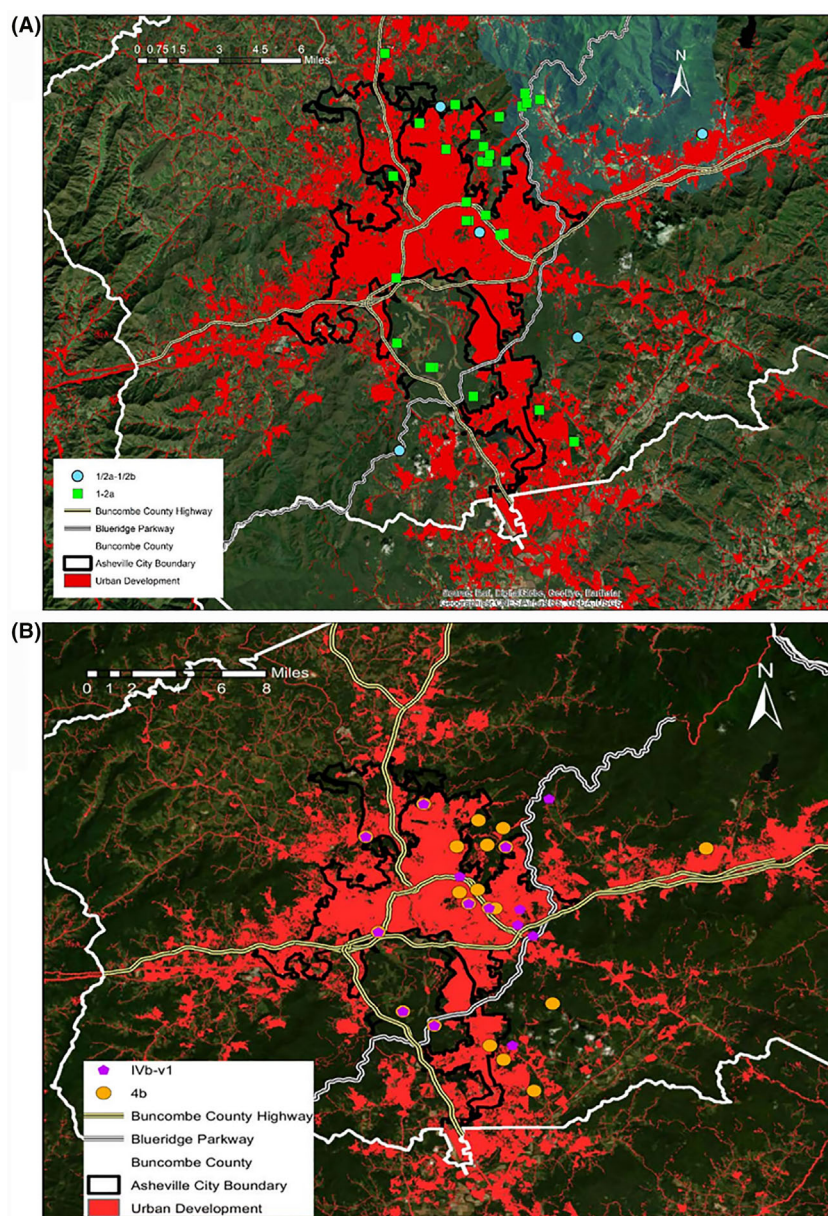 (A)
0 0.75 1.5 3 4.5 6
Miles
N
1/2a-1/2b
1-2a
Buncombe County Highway
Blueridge Parkway
Buncombe County
Asheville City Boundary
Urban Development
(B)
Miles
0 2 4 6 8
N
IVb-v1
4b
Buncombe County Highway
Blueridge Parkway
Buncombe County
Asheville City Boundary
Urban Development